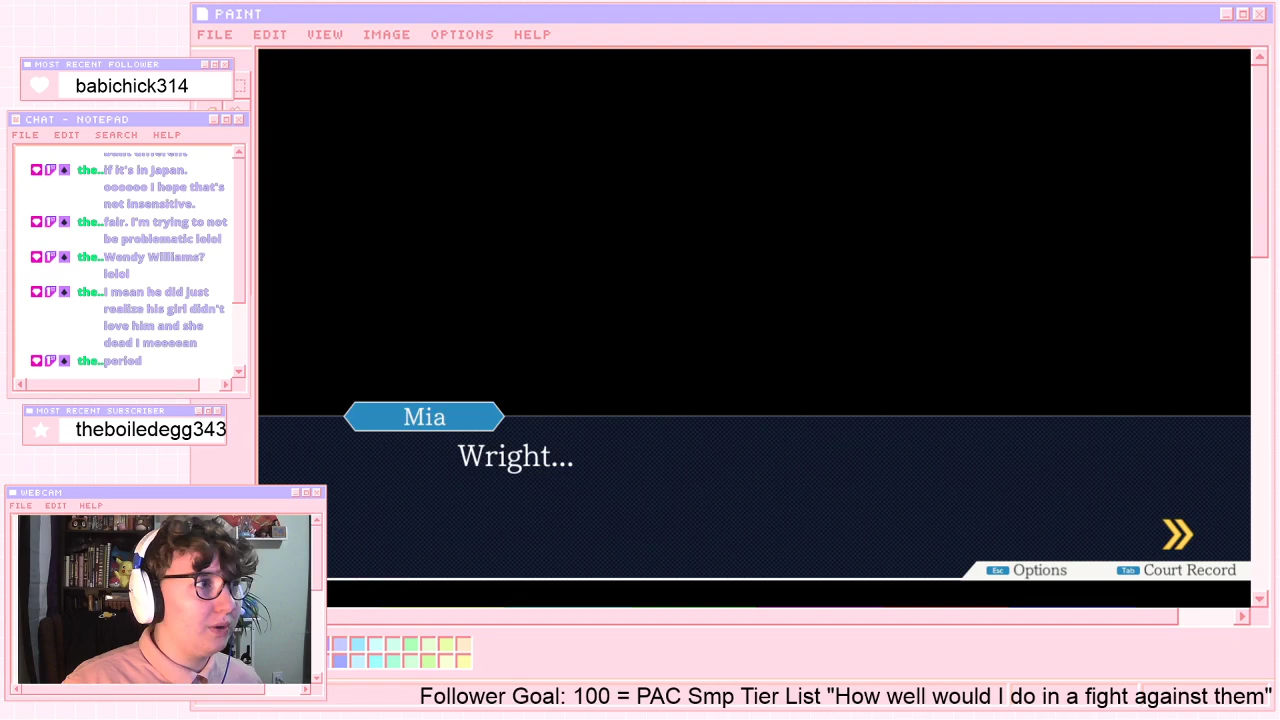 PAINT
FILE EDIT VIEW IMAGE OPTIONS HELP
MOST RECENT FOLLOWER
babichick314
CHAT - NOTEPAD
FILE EDIT SEARCH HELP
the..If it's in Japan.
oooooo I hope that's
not insensitive.
the..fair. I'm trying to not
be problematic lolol
the..Wendy Williams?
lolol
the..I mean he did just
realize his girl didn't
love him and she
dead I meeeean
the..period
MOST RECENT SUBSCRIBER
theboiledegg343
WEBCAM
FILE EDIT HELP
Mia
Wright...
Esc Options Tab Court Record
Follower Goal: 100 = PAC Smp Tier List "How well would I do in a fight against them"